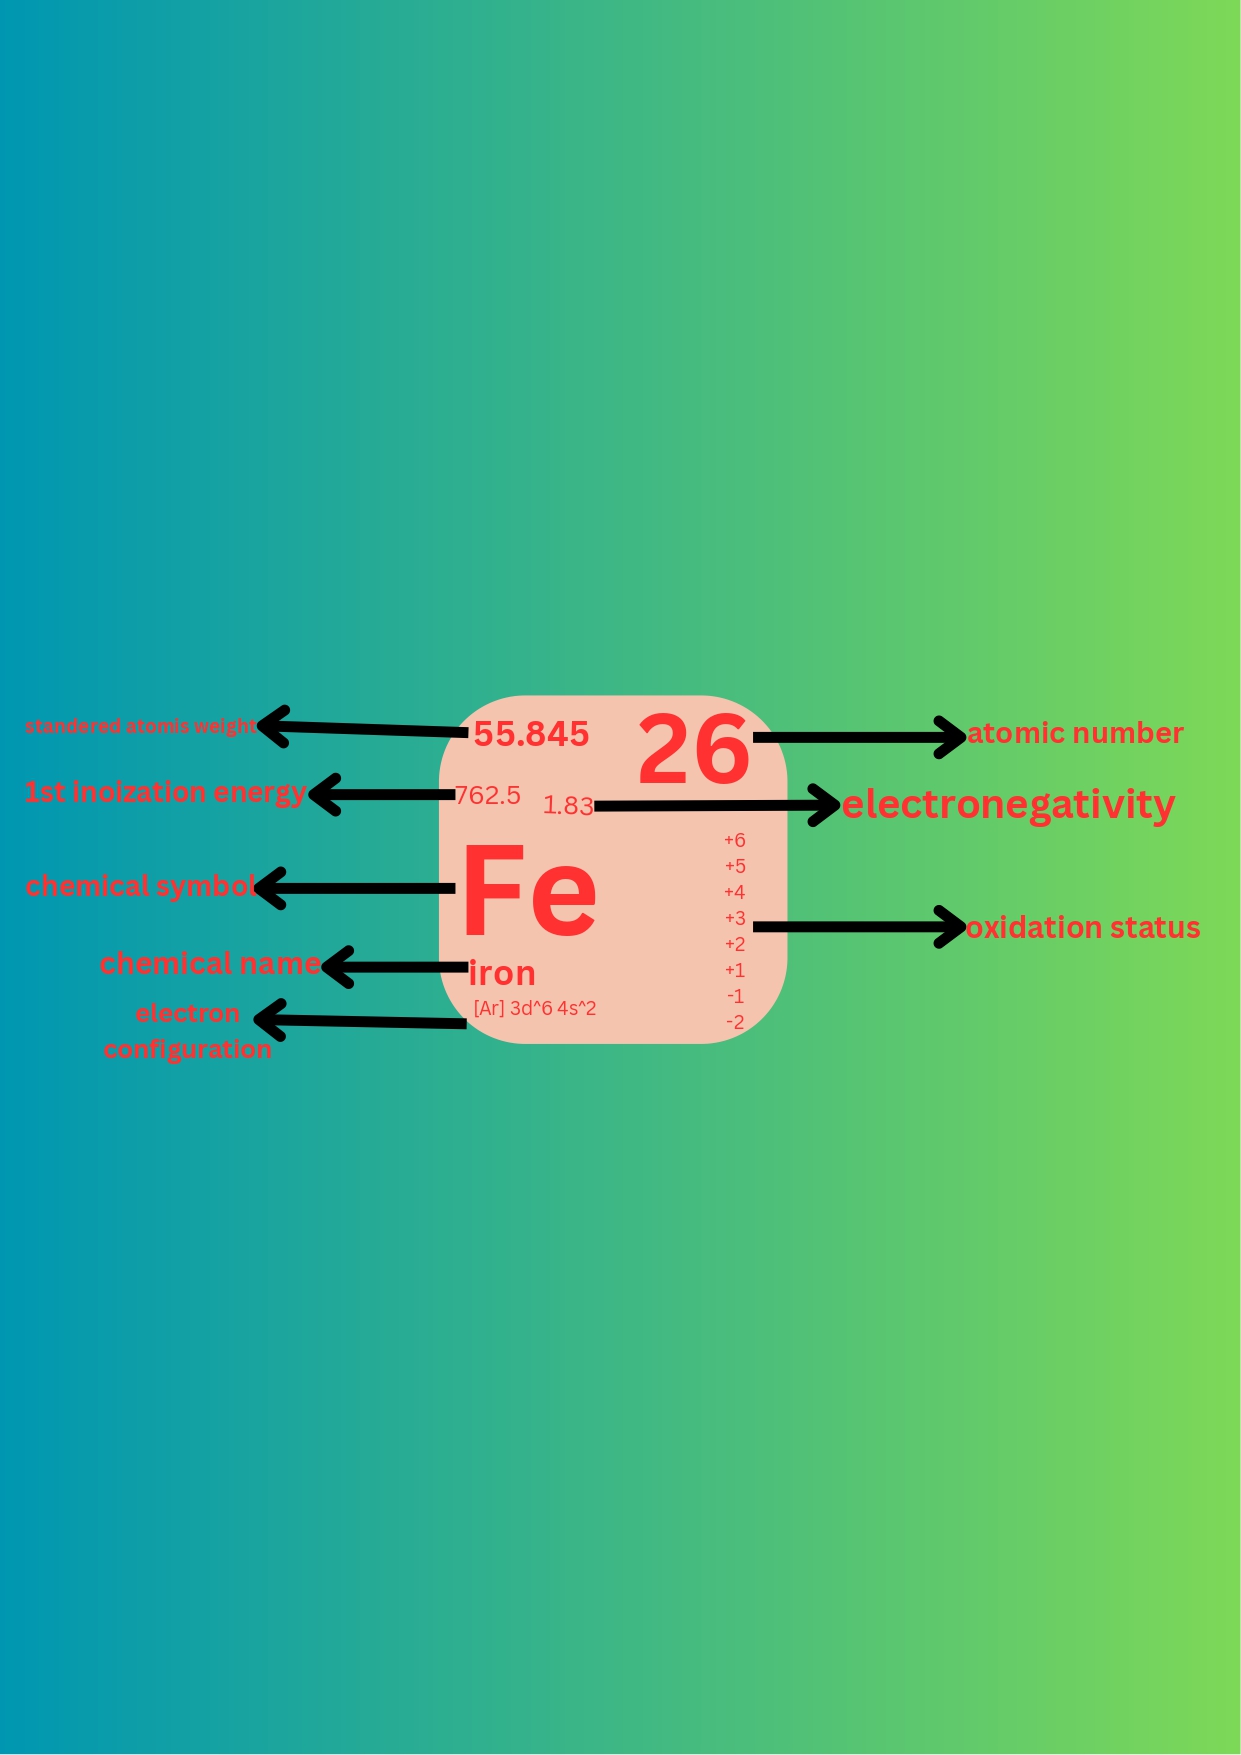 standered atomis weight
55.845
26
atomic number
1st inoization energy
762.5
1.83
electronegativity
chemical symbol
Fe
+6
+5
+4
+3
+2
+1
-1
-2
oxidation status
chemical name
iron
electron
configuration
[Ar] 3d^6 4s^2